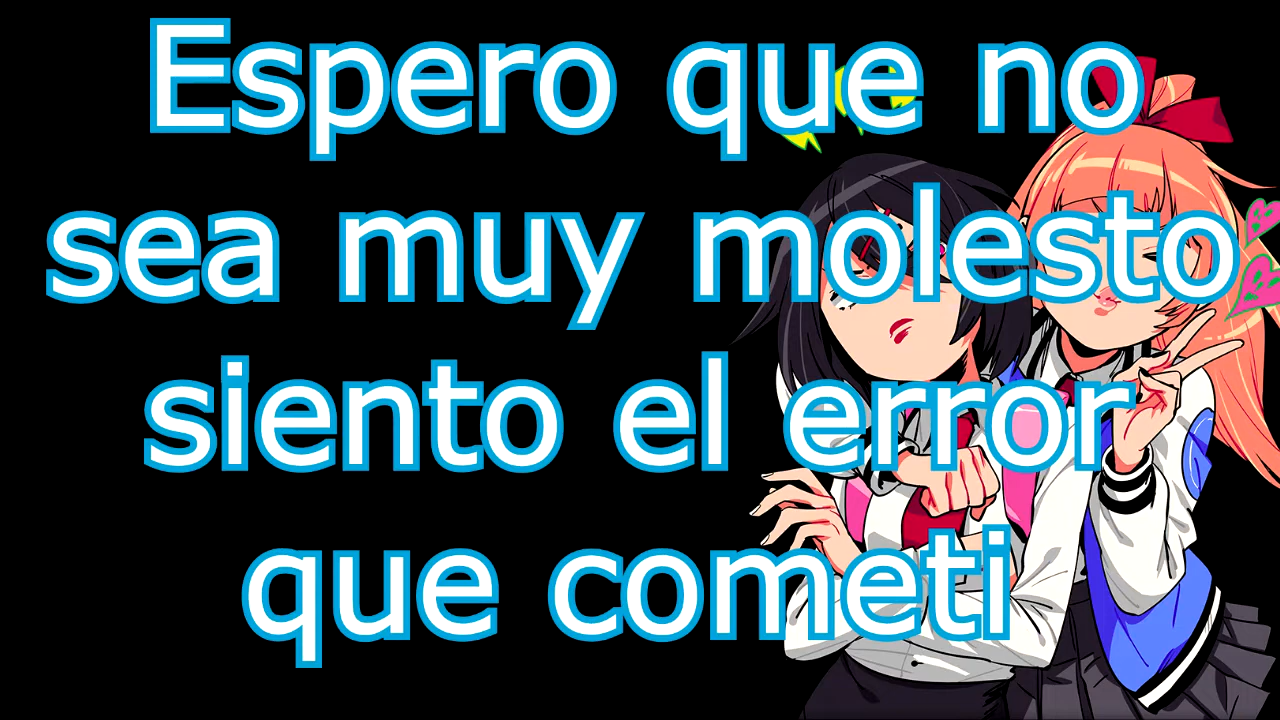 Espero que no
sea muy molesto
siento el error
que cometi